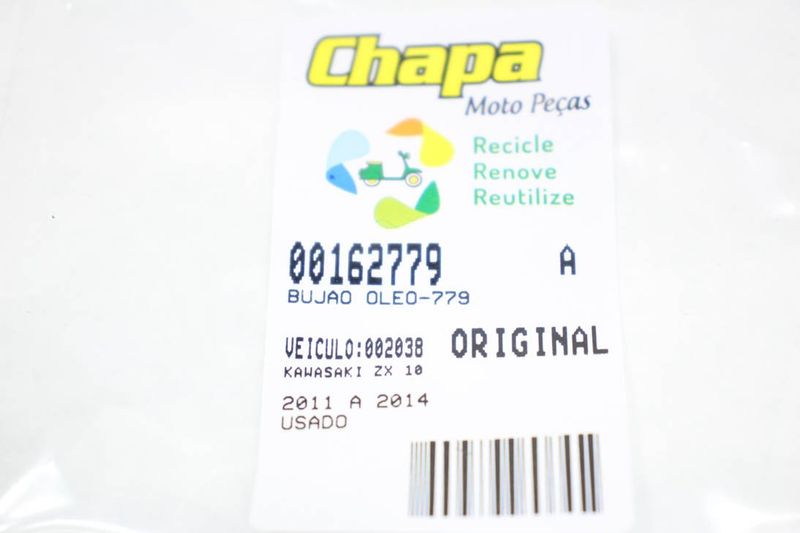 Chapa
Moto Peças
Recicle
Renove
Reutilize
00162779 A
BUJAO OLEO-779
VEICULO:002038 ORIGINAL
KAWASAKI ZX 10
2011 A 2014
USADO